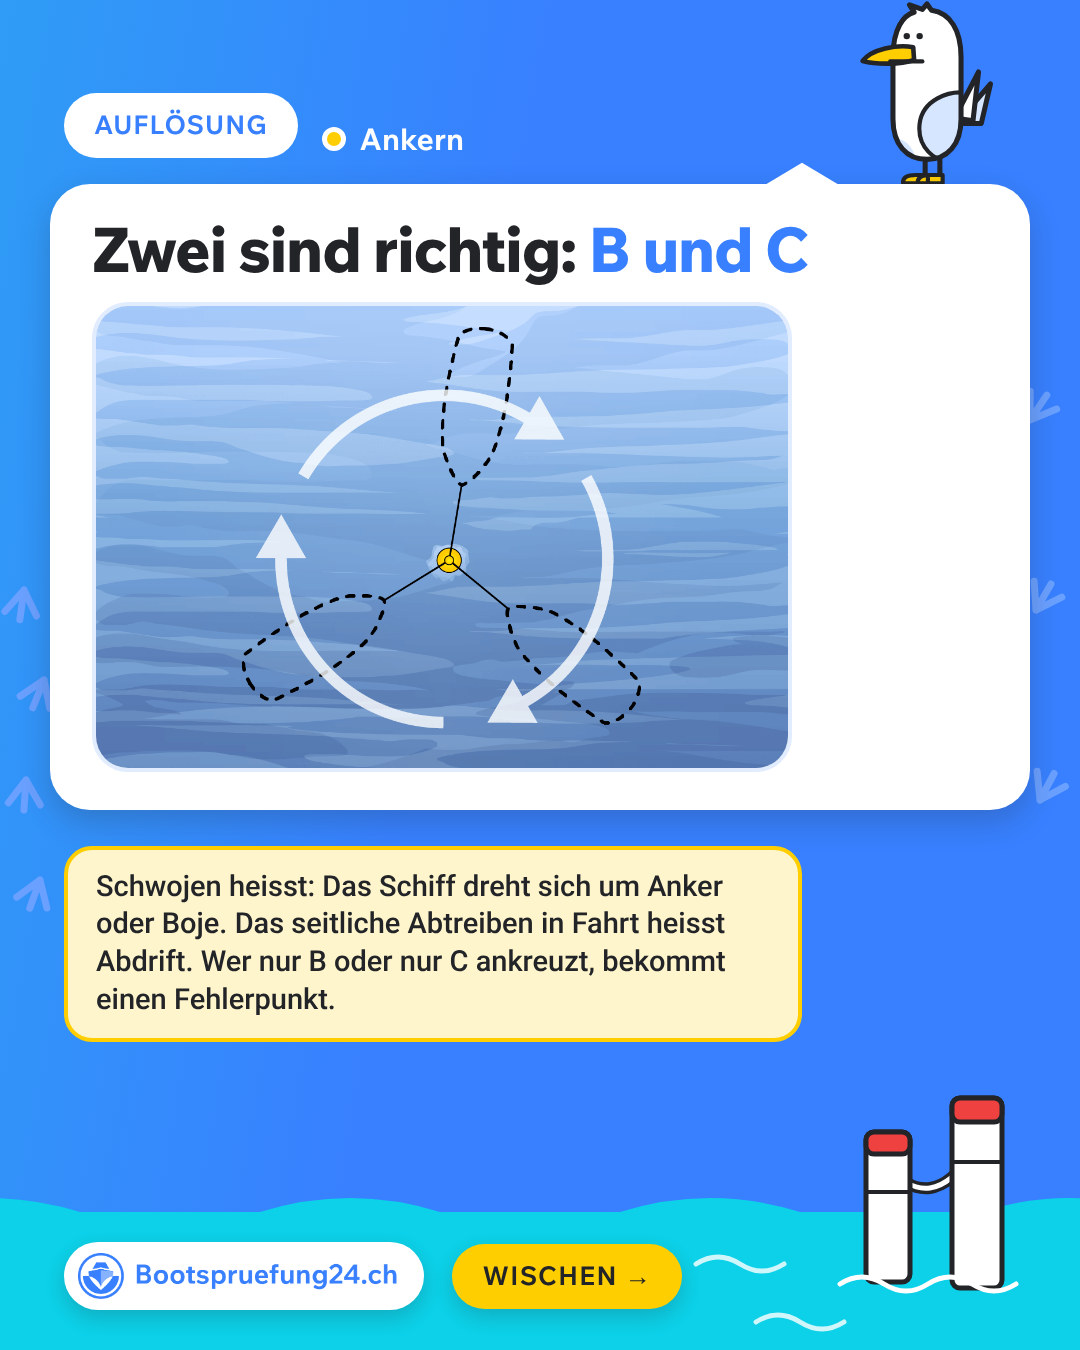 AUFLÖSUNG
Ankern
Zwei sind richtig: B und C
Schwojen heisst: Das Schiff dreht sich um Anker
oder Boje. Das seitliche Abtreiben in Fahrt heisst
Abdrift. Wer nur B oder nur C ankreuzt, bekommt
einen Fehlerpunkt.
Bootspruefung24.ch
WISCHEN →